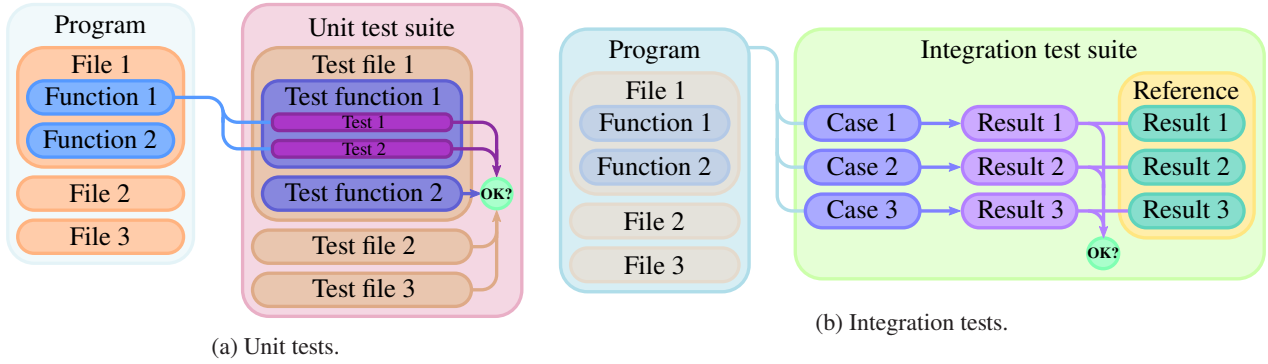 Program
File 1
Function 1
Function 2
File 2
File 3
Unit test suite
Test file 1
Test function 1
Test 1
Test 2
Test function 2
OK?
Test file 2
Test file 3
(a) Unit tests.
Program
File 1
Function 1
Function 2
File 2
File 3
Integration test suite
Reference
Case 1 Result 1 Result 1
Case 2 Result 2 Result 2
Case 3 Result 3 Result 3
OK?
(b) Integration tests.